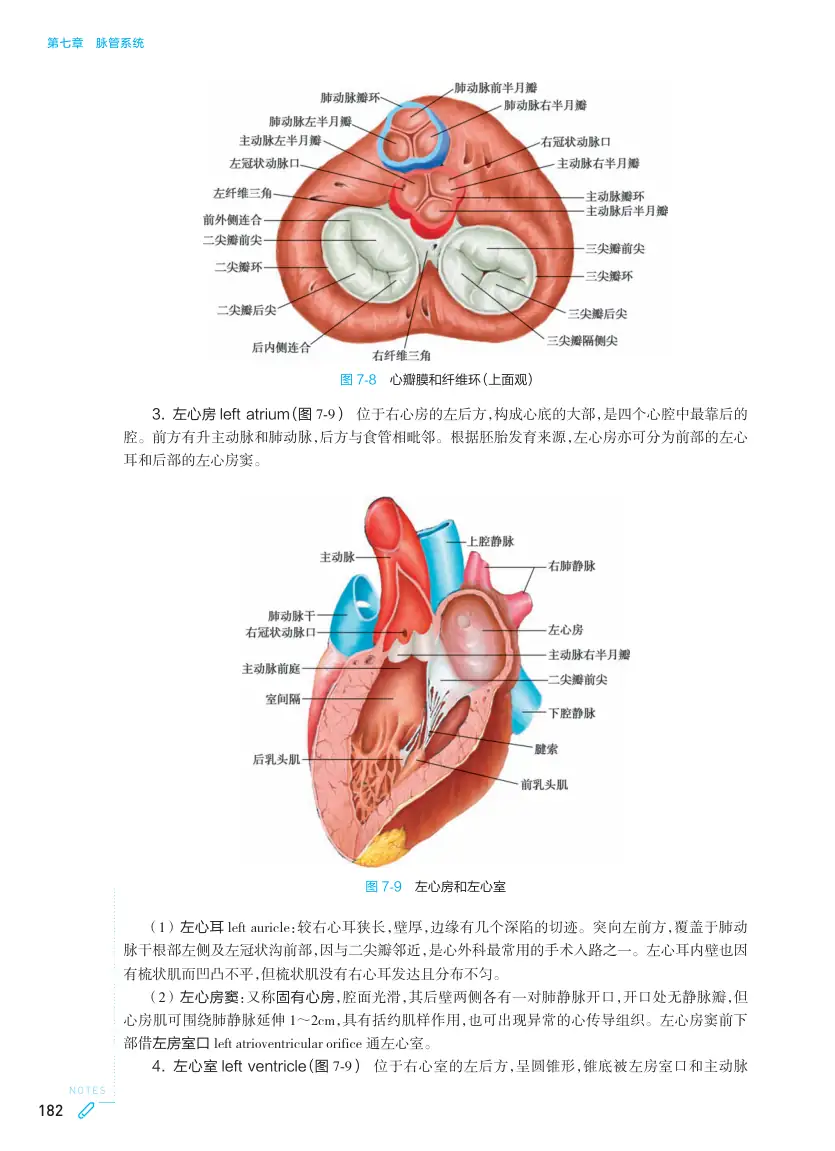 第七章 脉管系统
肺动脉瓣环
肺动脉前半月瓣
肺动脉右半月瓣
肺动脉左半月瓣
主动脉左半月瓣
右冠状动脉口
左冠状动脉口
主动脉右半月瓣
左纤维三角
主动脉瓣环
主动脉后半月瓣
前外侧连合
二尖瓣前尖
三尖瓣前尖
二尖瓣环
三尖瓣环
二尖瓣后尖
三尖瓣后尖
后内侧连合
三尖瓣隔侧尖
右纤维三角
图 7-8 心瓣膜和纤维环(上面观)
3. 左心房 left atrium(图 7-9) 位于右心房的左后方,构成心底的大部,是四个心腔中最靠后的
腔。前方有升主动脉和肺动脉,后方与食管相毗邻。根据胚胎发育来源,左心房亦可分为前部的左心
耳和后部的左心房窦。
上腔静脉
主动脉
右肺静脉
肺动脉干
右冠状动脉口
左心房
主动脉右半月瓣
主动脉前庭
二尖瓣前尖
室间隔
下腔静脉
腱索
后乳头肌
前乳头肌
图 7-9 左心房和左心室
(1)左心耳 left auricle:较右心耳狭长,壁厚,边缘有几个深陷的切迹。突向左前方,覆盖于肺动
脉干根部左侧及左冠状沟前部,因与二尖瓣邻近,是心外科最常用的手术入路之一。左心耳内壁也因
有梳状肌而凹凸不平,但梳状肌没有右心耳发达且分布不匀。
(2)左心房窦:又称固有心房,腔面光滑,其后壁两侧各有一对肺静脉开口,开口处无静脉瓣,但
心房肌可围绕肺静脉延伸 1~2cm,具有括约肌样作用,也可出现异常的心传导组织。左心房窦前下
部借左房室口 left atrioventricular orifice 通左心室。
4. 左心室 left ventricle(图 7-9) 位于右心室的左后方,呈圆锥形,锥底被左房室口和主动脉
NOTES
182